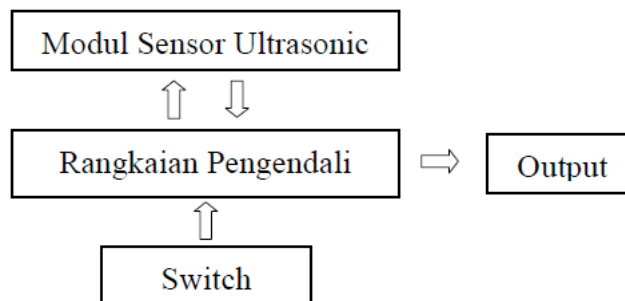 Modul Sensor Ultrasonic
Rangkaian Pengendali
Output
Switch